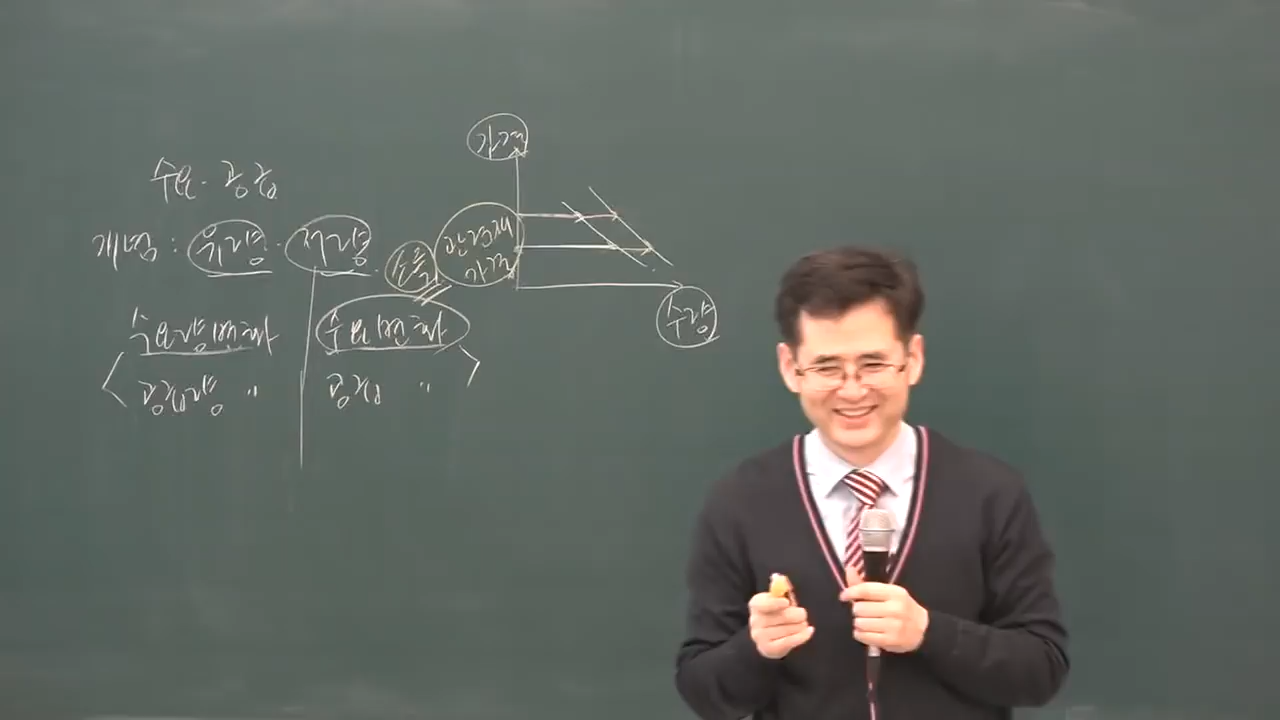 수요·공급
개념 : 유량·저량
수요량변화
공급량 〃
수요변화
공급 〃
소득
관련재
가격
가격
수량